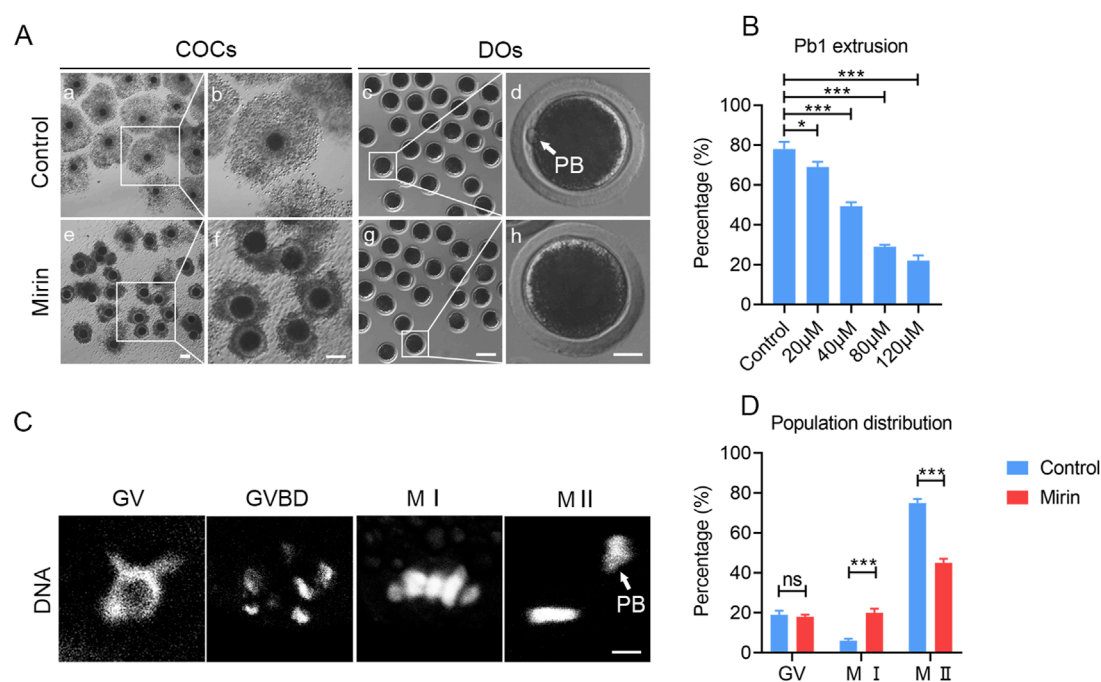 A
COCs
DOs
Control
a
b
c
d
PB
Mirin
e
f
g
h
B
Pb1 extrusion
***
***
***
*
Percentage (%)
100
80
60
40
20
0
Control
20μM
40μM
80μM
120μM
C
GV
GVBD
M Ⅰ
M Ⅱ
DNA
PB
D
Population distribution
Percentage (%)
100
80
60
40
20
0
ns
***
***
GV
M Ⅰ
M Ⅱ
Control
Mirin